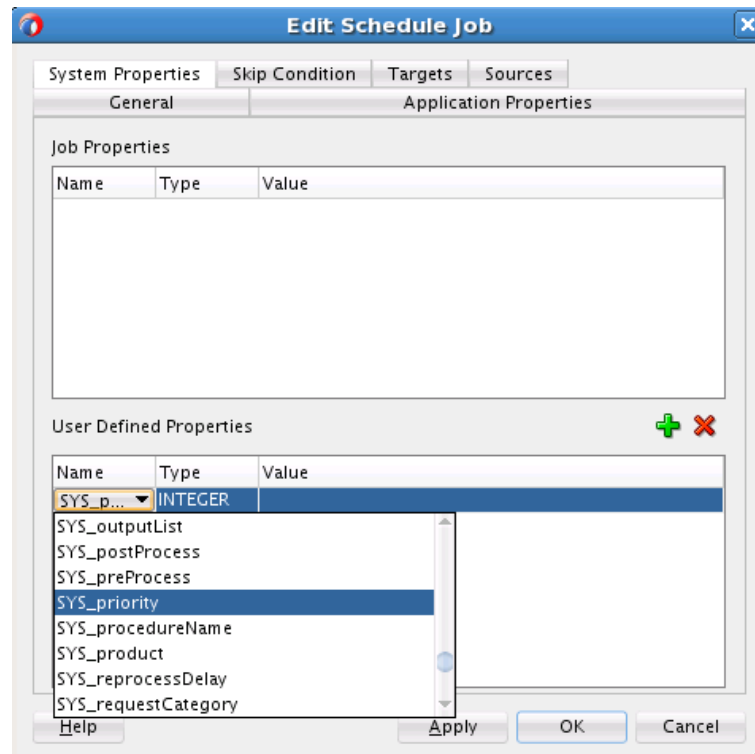 Edit Schedule Job
System Properties Skip Condition Targets Sources
General Application Properties
Job Properties
Name Type Value
User Defined Properties
Name Type Value
SYS_p... INTEGER
SYS_outputList
SYS_postProcess
SYS_preProcess
SYS_priority
SYS_procedureName
SYS_product
SYS_reprocessDelay
SYS_requestCategory
Help Apply OK Cancel